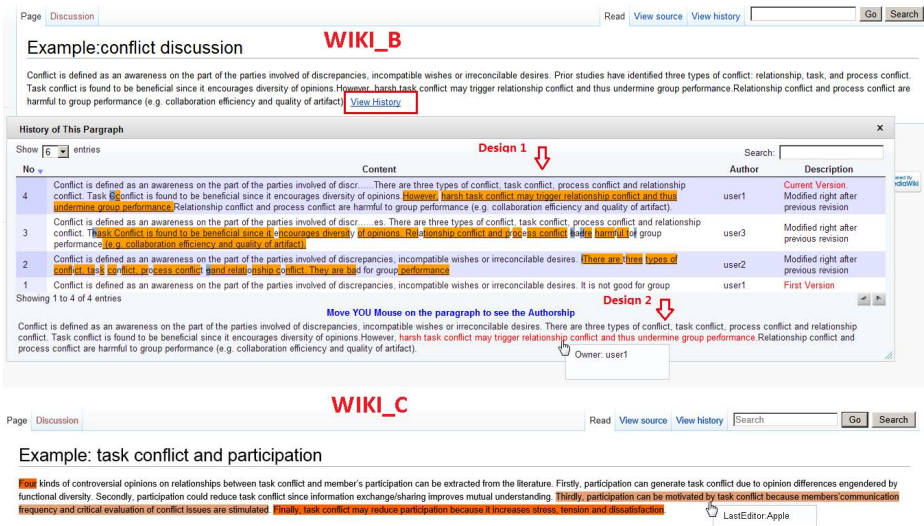 Page Discussion Read View source View history Go Search
WIKI_B
Example:conflict discussion
Conflict is defined as an awareness on the part of the parties involved of discrepancies, incompatible wishes or irreconcilable desires. Prior studies have identified three types of conflict: relationship, task, and process conflict.
Task conflict is found to be beneficial since it encourages diversity of opinions.However, harsh task conflict may trigger relationship conflict and thus undermine group performance.Relationship conflict and process conflict are
harmful to group performance (e.g. collaboration efficiency and quality of artifact). View History
History of This Pargraph x
Show 6 entries Design 1 Search:
No Content Author Description
Conflict is defined as an awareness on the part of the parties involved of discr......There are three types of conflict, task conflict, process conflict and relationship Current Version.
4 conflict. Task Gconflict is found to be beneficial since it encourages diversity of opinions.However, harsh task conflict may trigger relationship conflict and thus user1 Modified right after
undermine group performance.Relationship conflict and process conflict are harmful to group performance (e.g. collaboration efficiency and quality of artifact). previous revision
Conflict is defined as an awareness on the part of the parties involved of discr......es. There are three types of conflict, task conflict, process conflict and relationship
3 conflict. Thask Conflict is found to be beneficial since it encourages diversity of opinions. Relationship conflict and process conflict badre harmful tof group user3 Modified right after
performance (e.g. collaboration efficiency and quality of artifact). previous revision
2 Conflict is defined as an awareness on the part of the parties involved of discrepancies, incompatible wishes or irreconcilable desires. There are three types of user2 Modified right after
conflict, task conflict, process conflict gand relationship conflict. They are bad for group performance previous revision
1 Conflict is defined as an awareness on the part of the parties involved of discrepancies, incompatible wishes or irreconcilable desires. It is not good for group user1 First Version
Showing 1 to 4 of 4 entries Design 2
Move YOU Mouse on the paragraph to see the Authorship
Conflict is defined as an awareness on the part of the parties involved of discrepancies, incompatible wishes or irreconcilable desires. There are three types of conflict, task conflict, process conflict and relationship
conflict. Task conflict is found to be beneficial since it encourages diversity of opinions.However, harsh task conflict may trigger relationship conflict and thus undermine group performance.Relationship conflict and
process conflict are harmful to group performance (e.g. collaboration efficiency and quality of artifact).
Owner: user1
WIKI_C
Page Discussion Read View source View history Search Go Search
Example: task conflict and participation
Four kinds of controversial opinions on relationships between task conflict and member's participation can be extracted from the literature. Firstly, participation can generate task conflict due to opinion differences engendered by
functional diversity. Secondly, participation could reduce task conflict since information exchange/sharing improves mutual understanding. Thirdly, participation can be motivated by task conflict because members'communication
frequency and critical evaluation of conflict issues are stimulated. Finally, task conflict may reduce participation because it increases stress, tension and dissatisfaction.
LastEditor:Apple